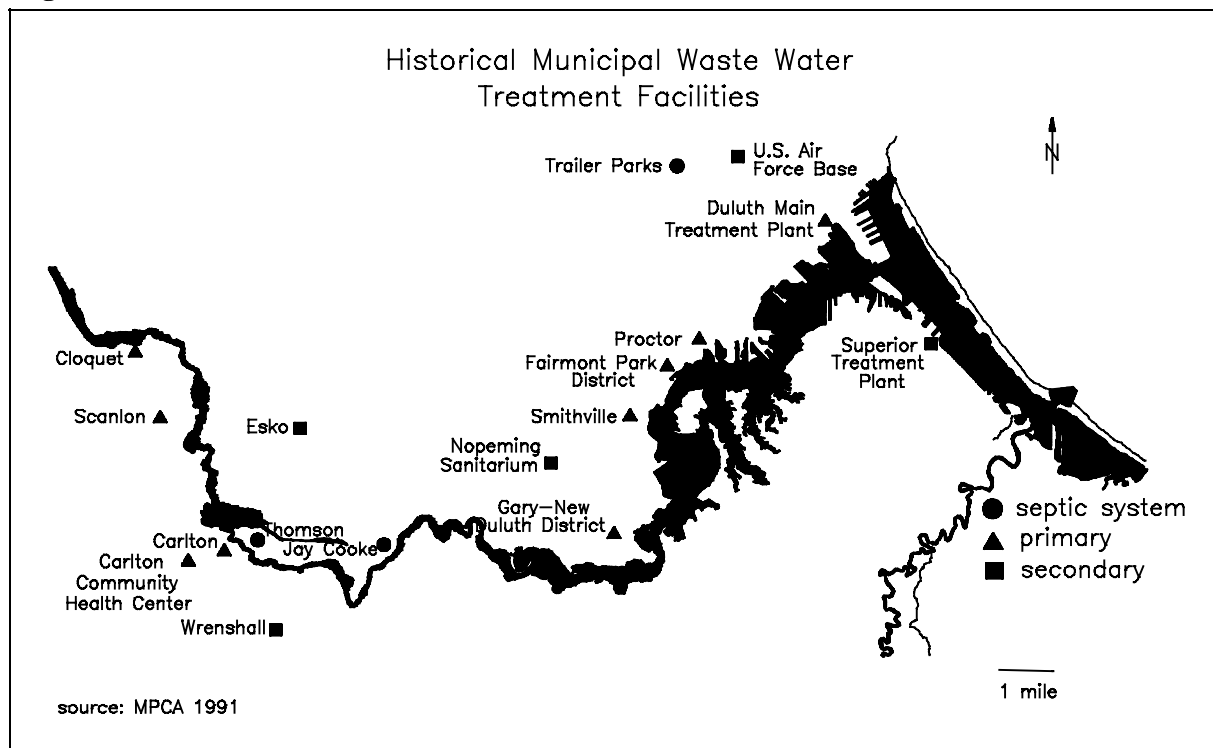 Historical Municipal Waste Water
Treatment Facilities
N
Trailer Parks
U.S. Air
Force Base
Duluth Main
Treatment Plant
Cloquet
Proctor
Fairmont Park
District
Superior
Treatment
Plant
Scanlon
Esko
Smithville
Nopeming
Sanitarium
Gary-New
Duluth District
Thomson
Carlton
Jay Cooke
Carlton
Community
Health Center
Wrenshall
septic system
primary
secondary
1 mile
source: MPCA 1991